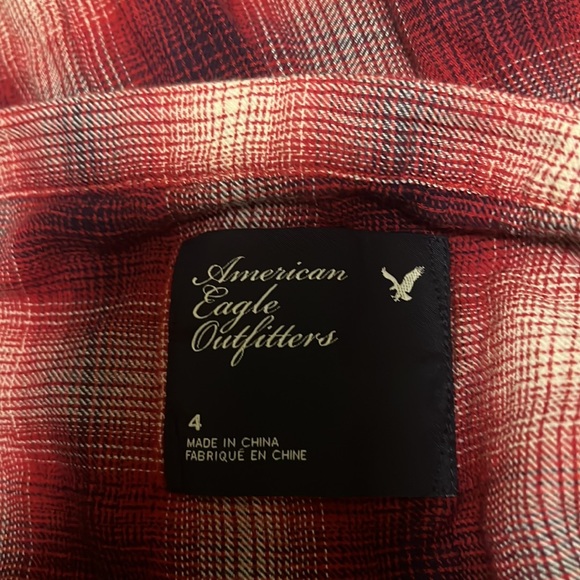 American
Eagle
Outfitters
4
MADE IN CHINA
FABRIQUÉ EN CHINE